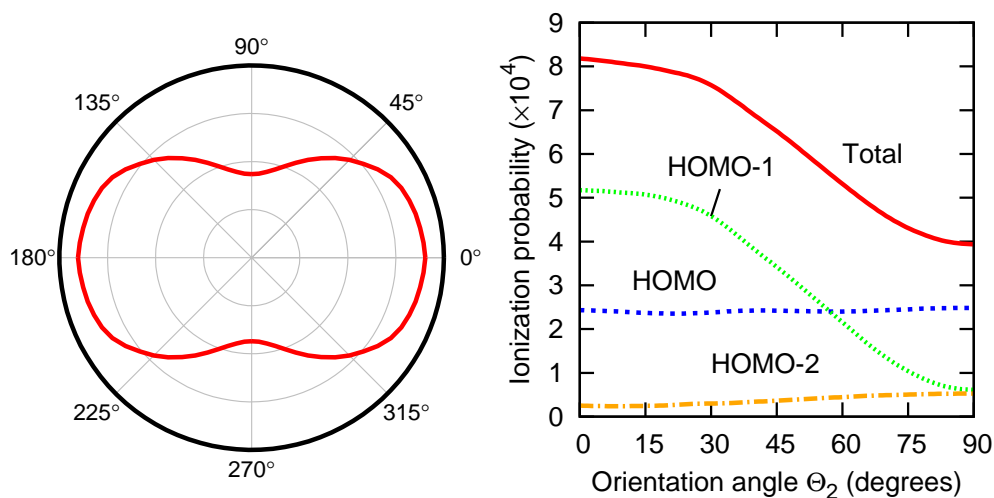 90°
135°
45°
180°
0°
225°
315°
270°
Ionization probability (×10⁴)
9
8
7
6
5
4
3
2
1
0
Total
HOMO-1
HOMO
HOMO-2
0 15 30 45 60 75 90
Orientation angle Θ₂ (degrees)